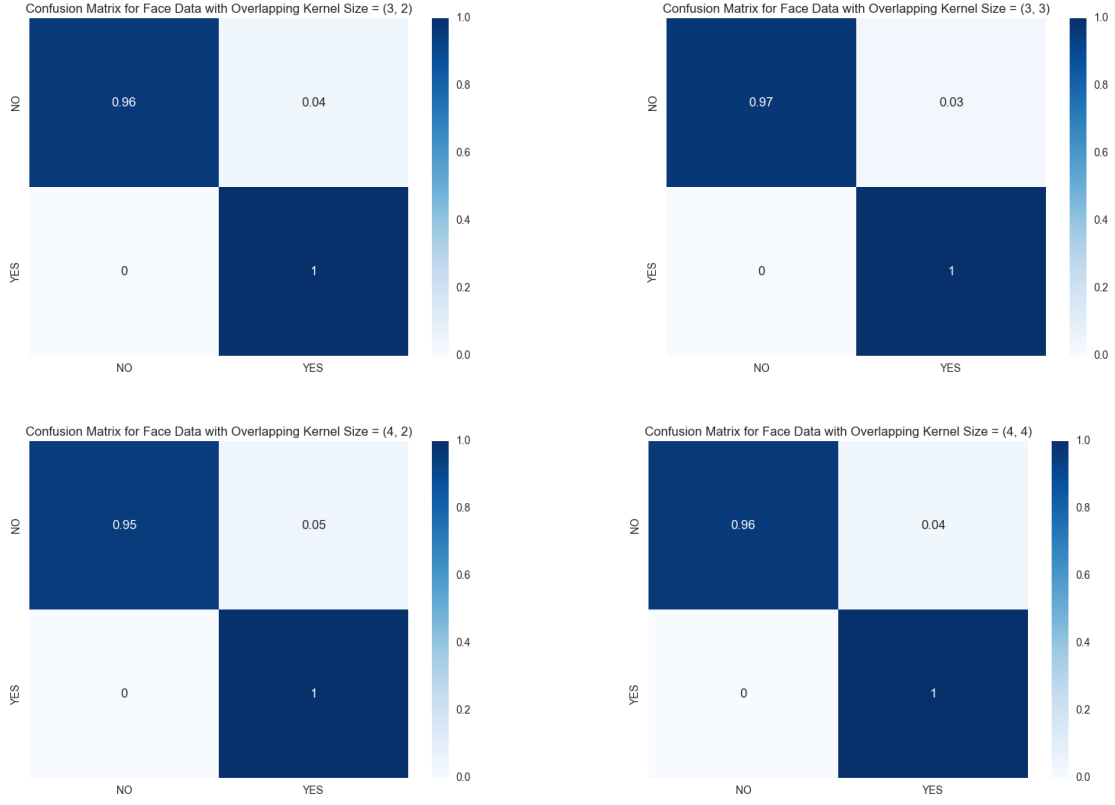 Confusion Matrix for Face Data with Overlapping Kernel Size = (3, 2)
1.0
NO
0.96
0.04
0.8
0.6
0.4
YES
0
1
0.2
0.0
NO
YES
Confusion Matrix for Face Data with Overlapping Kernel Size = (3, 3)
1.0
NO
0.97
0.03
0.8
0.6
0.4
YES
0
1
0.2
0.0
NO
YES
Confusion Matrix for Face Data with Overlapping Kernel Size = (4, 2)
1.0
NO
0.95
0.05
0.8
0.6
0.4
YES
0
1
0.2
0.0
NO
YES
Confusion Matrix for Face Data with Overlapping Kernel Size = (4, 4)
1.0
NO
0.96
0.04
0.8
0.6
0.4
YES
0
1
0.2
0.0
NO
YES